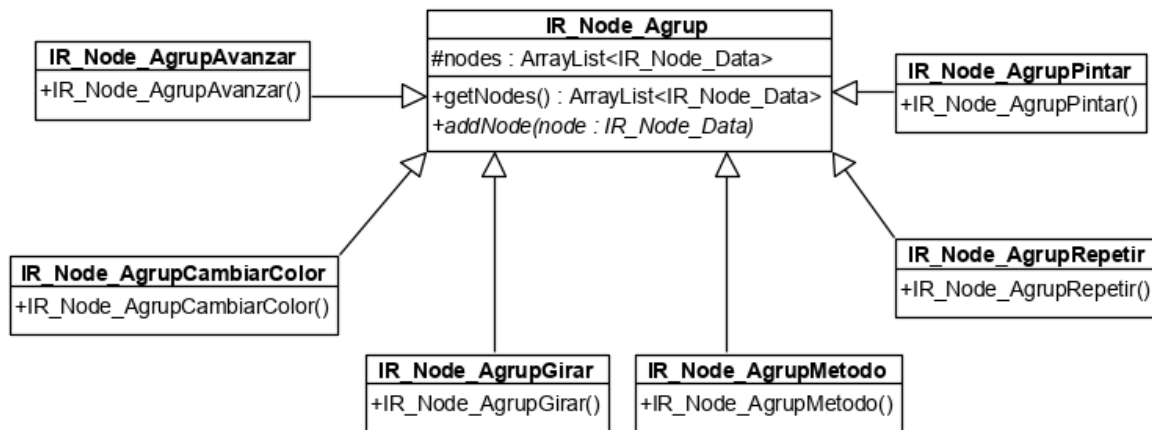 IR_Node_Agrup
#nodes : ArrayList<IR_Node_Data>
+getNodes() : ArrayList<IR_Node_Data>
+addNode(node : IR_Node_Data)
IR_Node_AgrupAvanzar
+IR_Node_AgrupAvanzar()
IR_Node_AgrupPintar
+IR_Node_AgrupPintar()
IR_Node_AgrupCambiarColor
+IR_Node_AgrupCambiarColor()
IR_Node_AgrupRepetir
+IR_Node_AgrupRepetir()
IR_Node_AgrupGirar
+IR_Node_AgrupGirar()
IR_Node_AgrupMetodo
+IR_Node_AgrupMetodo()